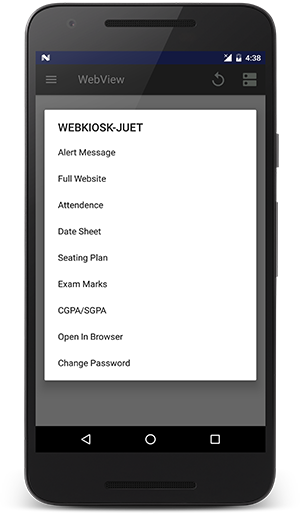 4:38
WebView
WEBKIOSK-JUET
Alert Message
Full Website
Attendence
Date Sheet
Seating Plan
Exam Marks
CGPA/SGPA
Open In Browser
Change Password